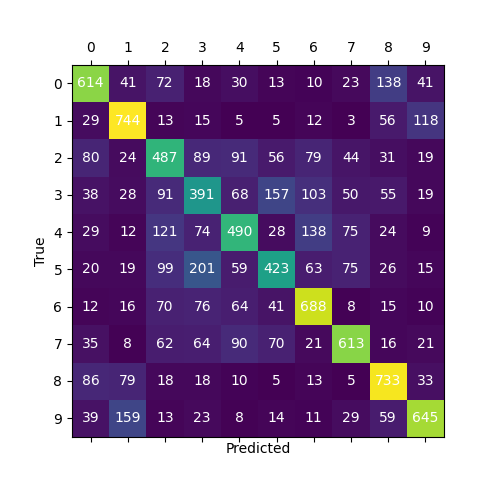 0 1 2 3 4 5 6 7 8 9
0 614 41 72 18 30 13 10 23 138 41
1 29 744 13 15 5 5 12 3 56 118
2 80 24 487 89 91 56 79 44 31 19
3 38 28 91 391 68 157 103 50 55 19
4 29 12 121 74 490 28 138 75 24 9
5 20 19 99 201 59 423 63 75 26 15
6 12 16 70 76 64 41 688 8 15 10
7 35 8 62 64 90 70 21 613 16 21
8 86 79 18 18 10 5 13 5 733 33
9 39 159 13 23 8 14 11 29 59 645
True
Predicted